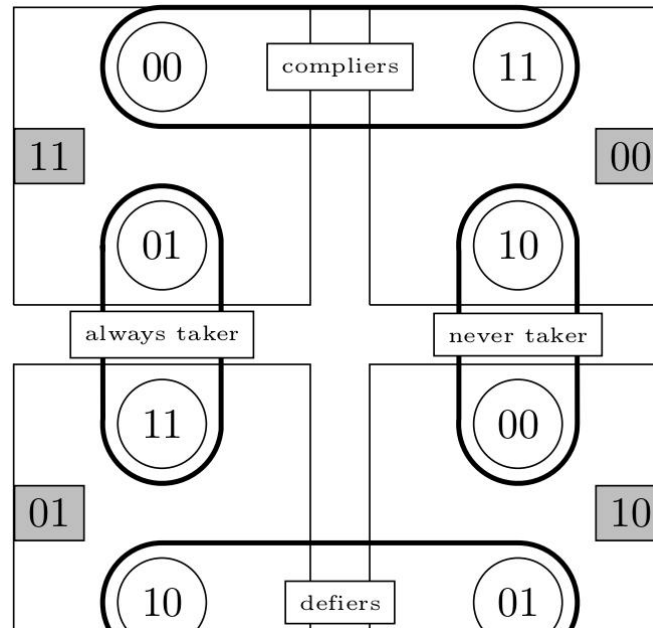 00 compliers 11
11 00
01 10
always taker never taker
11 00
01 10
10 defiers 01